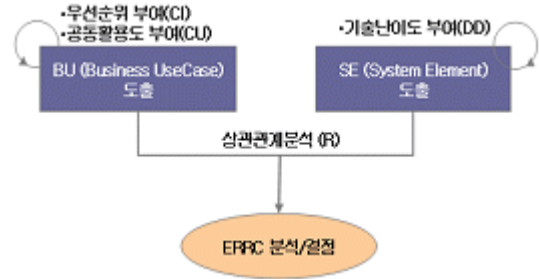 •우선순위 부여(CI)
•공동활용도 부여(CU)
•기술난이도 부여(DD)
BU (Business UseCase)
도출
SE (System Element)
도출
상관관계분석 (R)
ERRC 분석/결정